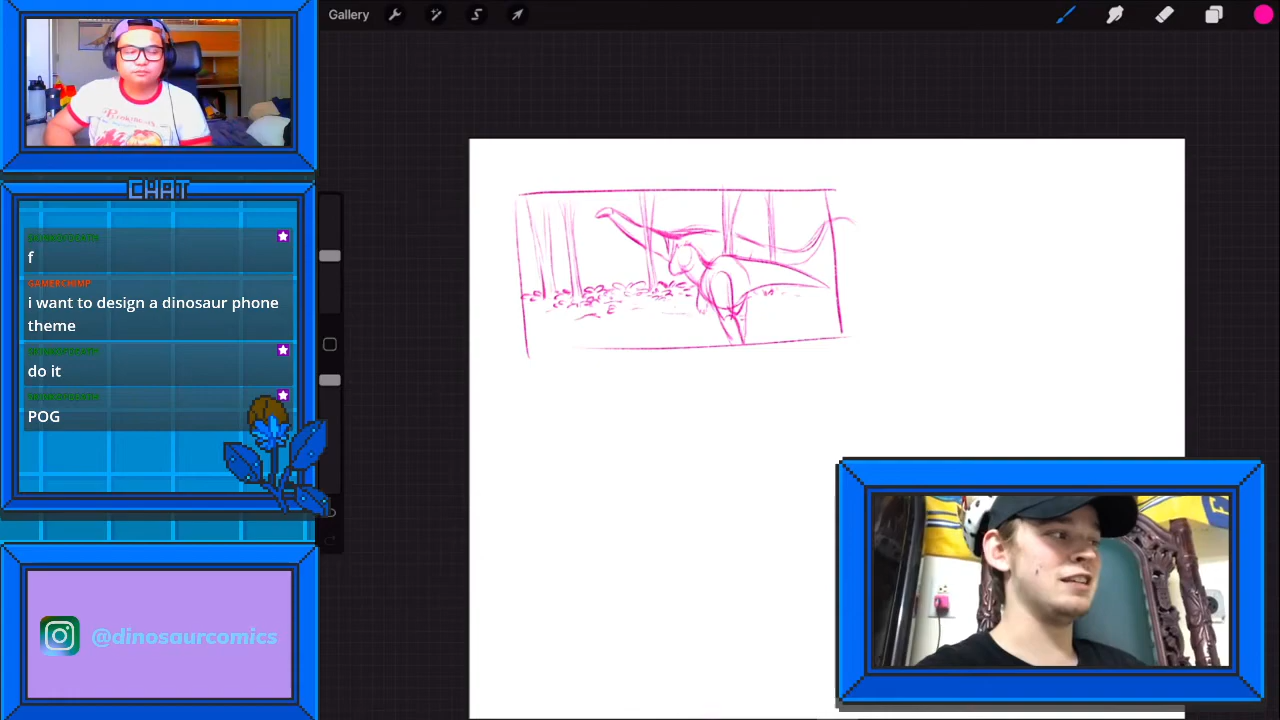 Gallery
CHAT
f
GAMERCHIMP
i want to design a dinosaur phone
theme
do it
POG
@dinosaurcomics